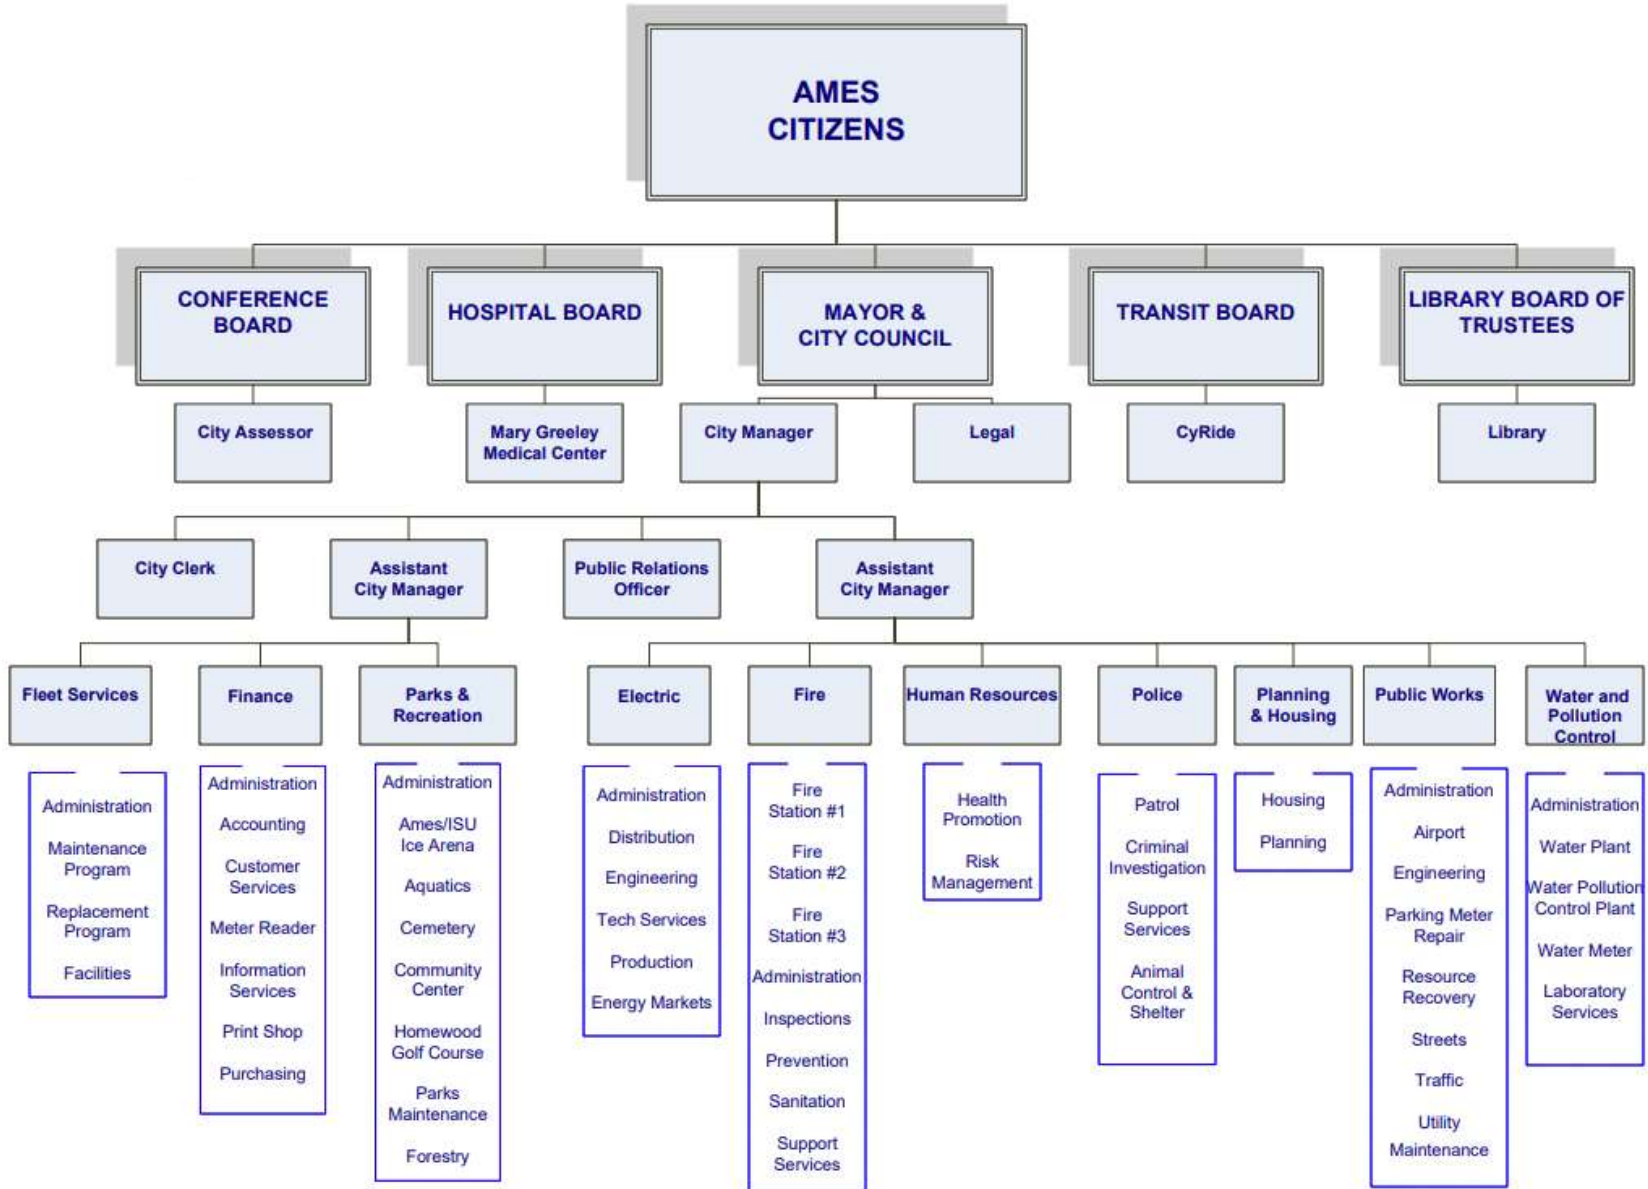 AMES
CITIZENS
CONFERENCE
BOARD
HOSPITAL BOARD
MAYOR &
CITY COUNCIL
TRANSIT BOARD
LIBRARY BOARD OF
TRUSTEES
City Assessor
Mary Greeley
Medical Center
City Manager
Legal
CyRide
Library
City Clerk
Assistant
City Manager
Public Relations
Officer
Assistant
City Manager
Fleet Services
Finance
Parks &
Recreation
Electric
Fire
Human Resources
Police
Planning
& Housing
Public Works
Water and
Pollution
Control
Administration
Maintenance
Program
Replacement
Program
Facilities
Administration
Accounting
Customer
Services
Meter Reader
Information
Services
Print Shop
Purchasing
Administration
Ames/ISU
Ice Arena
Aquatics
Cemetery
Community
Center
Homewood
Golf Course
Parks
Maintenance
Forestry
Administration
Distribution
Engineering
Tech Services
Production
Energy Markets
Fire
Station #1
Fire
Station #2
Fire
Station #3
Administration
Inspections
Prevention
Sanitation
Support
Services
Health
Promotion
Risk
Management
Patrol
Criminal
Investigation
Support
Services
Animal
Control &
Shelter
Housing
Planning
Administration
Airport
Engineering
Parking Meter
Repair
Resource
Recovery
Streets
Traffic
Utility
Maintenance
Administration
Water Plant
Water Pollution
Control Plant
Water Meter
Laboratory
Services